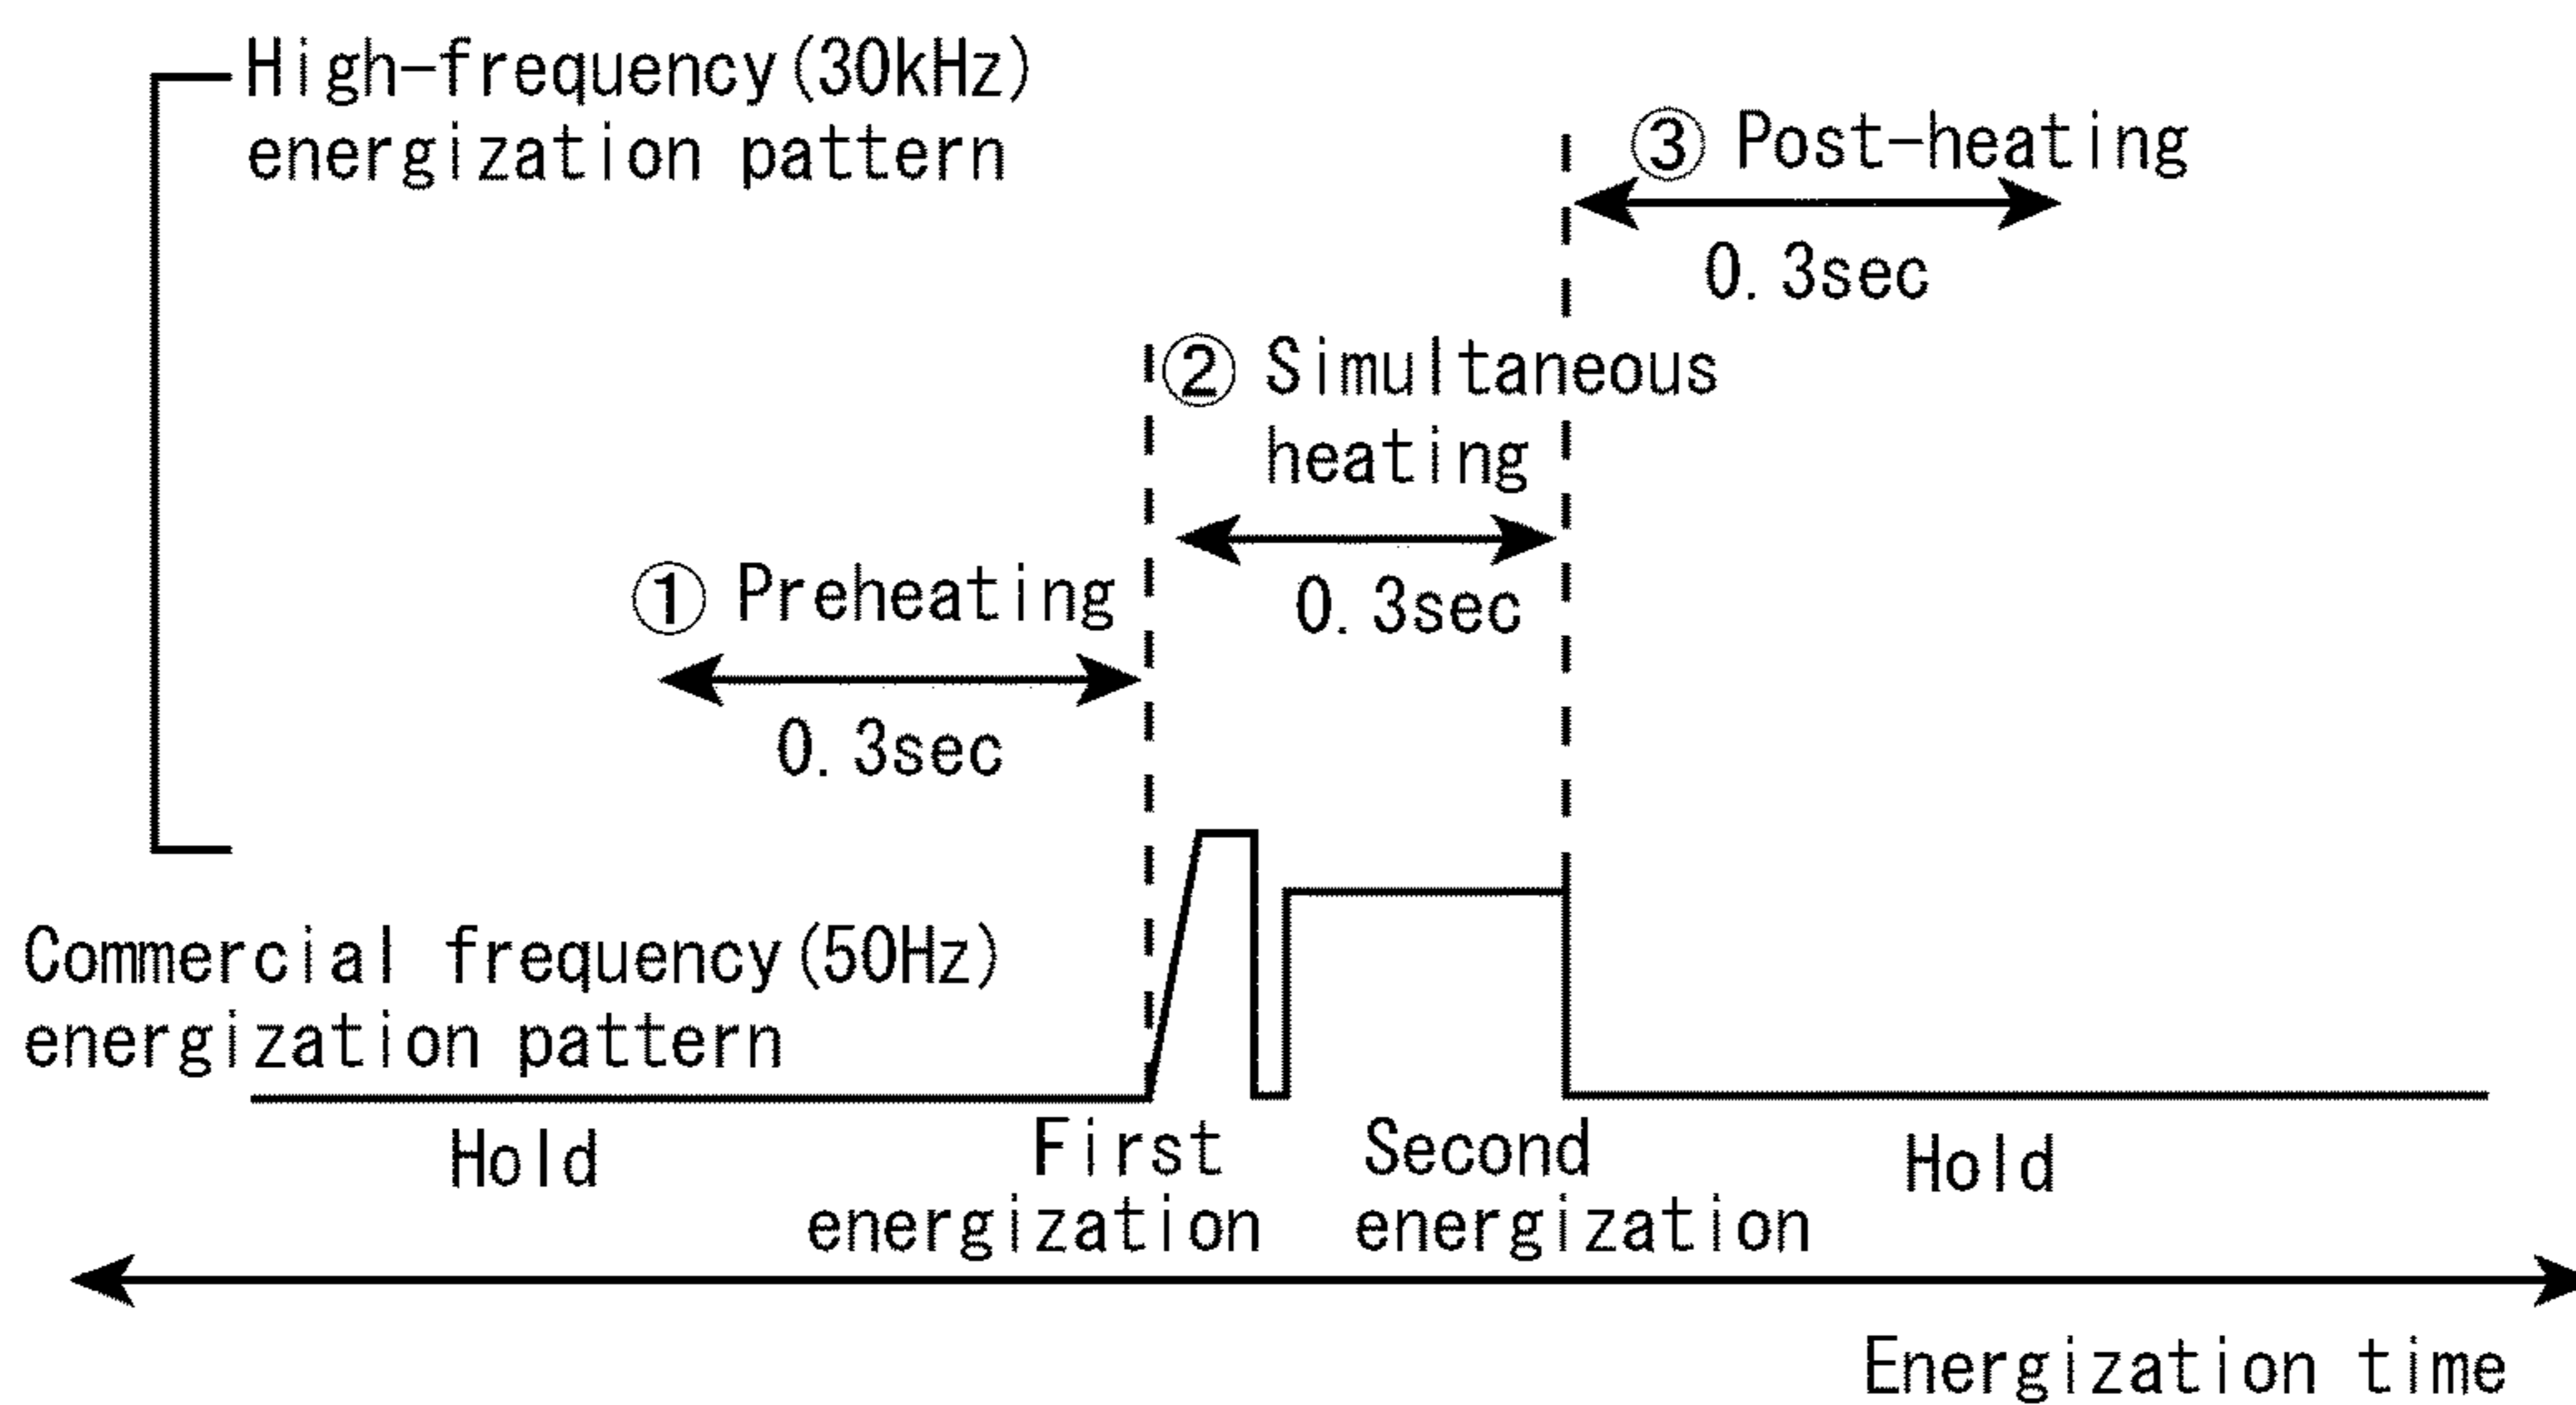 High-frequency(30kHz)
energization pattern
③ Post-heating
0.3sec
② Simultaneous
heating
0.3sec
① Preheating
0.3sec
Commercial frequency(50Hz)
energization pattern
Hold
First
energization
Second
energization
Hold
Energization time